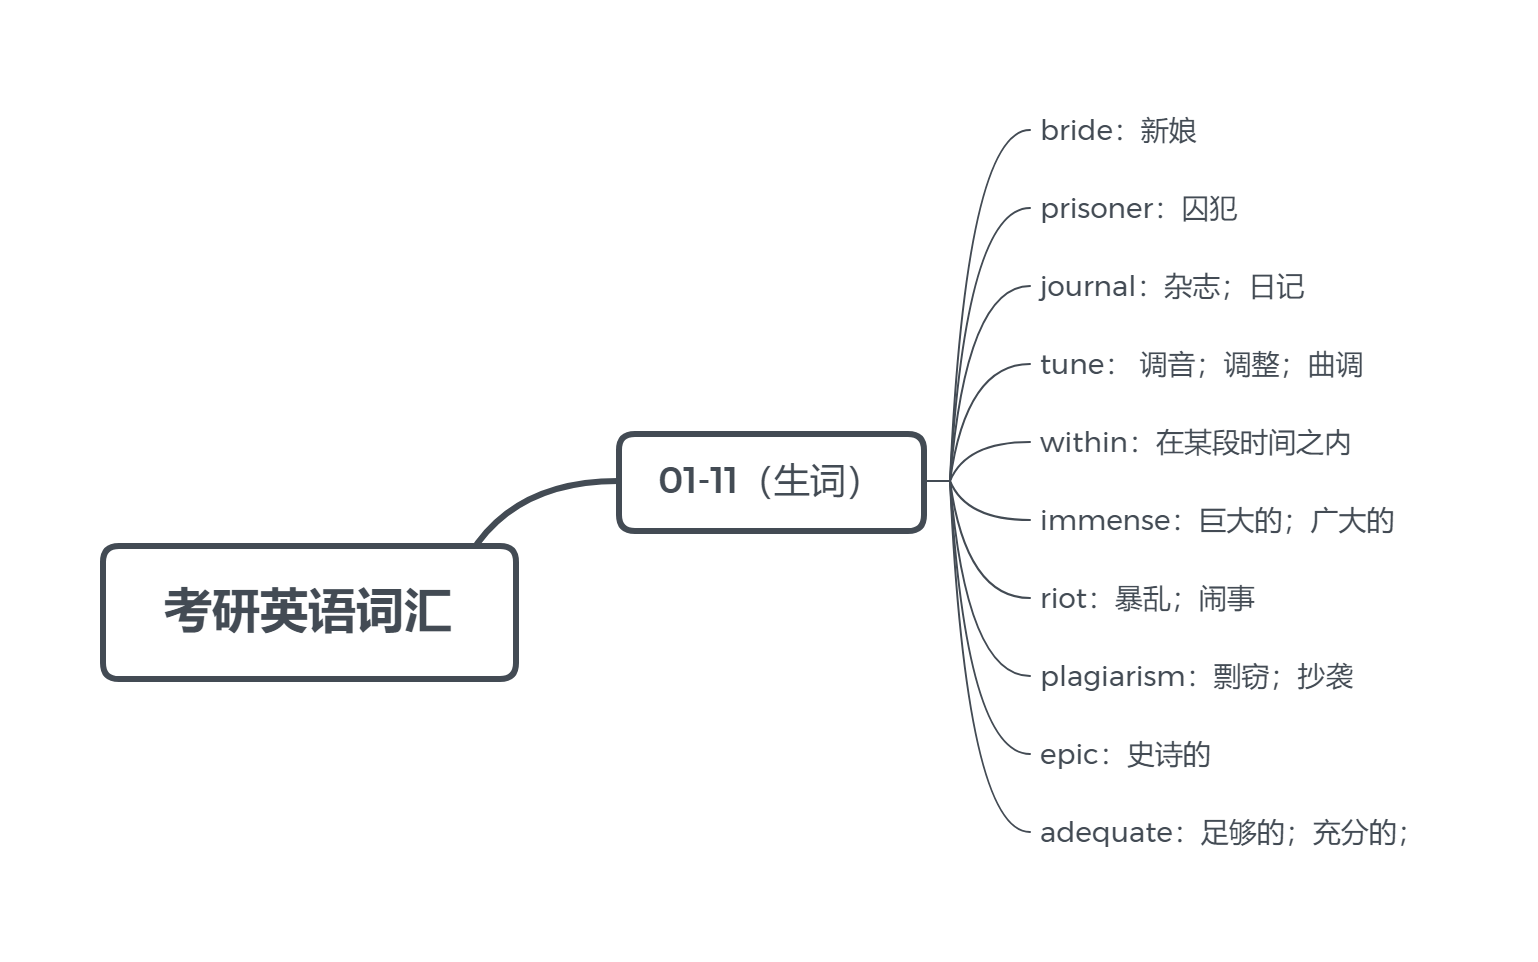 考研英语词汇
01-11（生词）
bride：新娘
prisoner：囚犯
journal：杂志；日记
tune： 调音；调整；曲调
within：在某段时间之内
immense：巨大的；广大的
riot：暴乱；闹事
plagiarism：剽窃；抄袭
epic：史诗的
adequate：足够的；充分的；